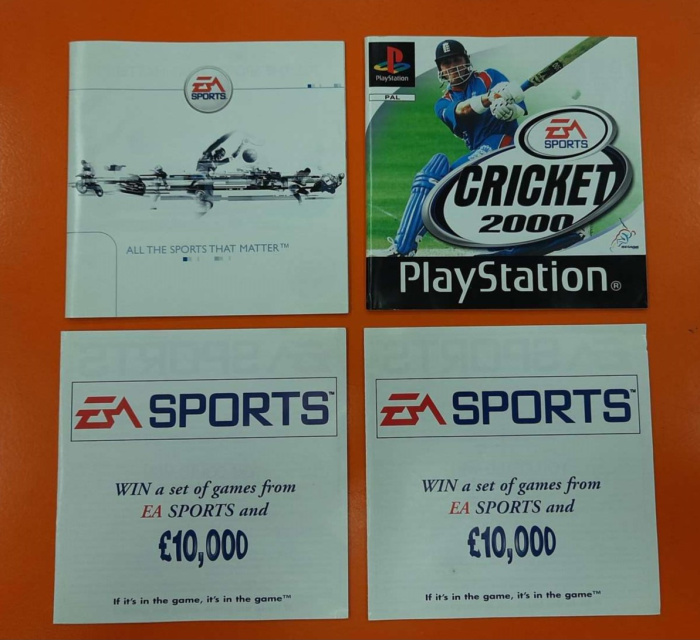 EA
SPORTS
ALL THE SPORTS THAT MATTER™
PlayStation
PAL
EA
SPORTS
CRICKET
2000
PlayStation®
EA SPORTS™
WIN a set of games from
EA SPORTS and
£10,000
If it's in the game, it's in the game™
EA SPORTS™
WIN a set of games from
EA SPORTS and
£10,000
If it's in the game, it's in the game™